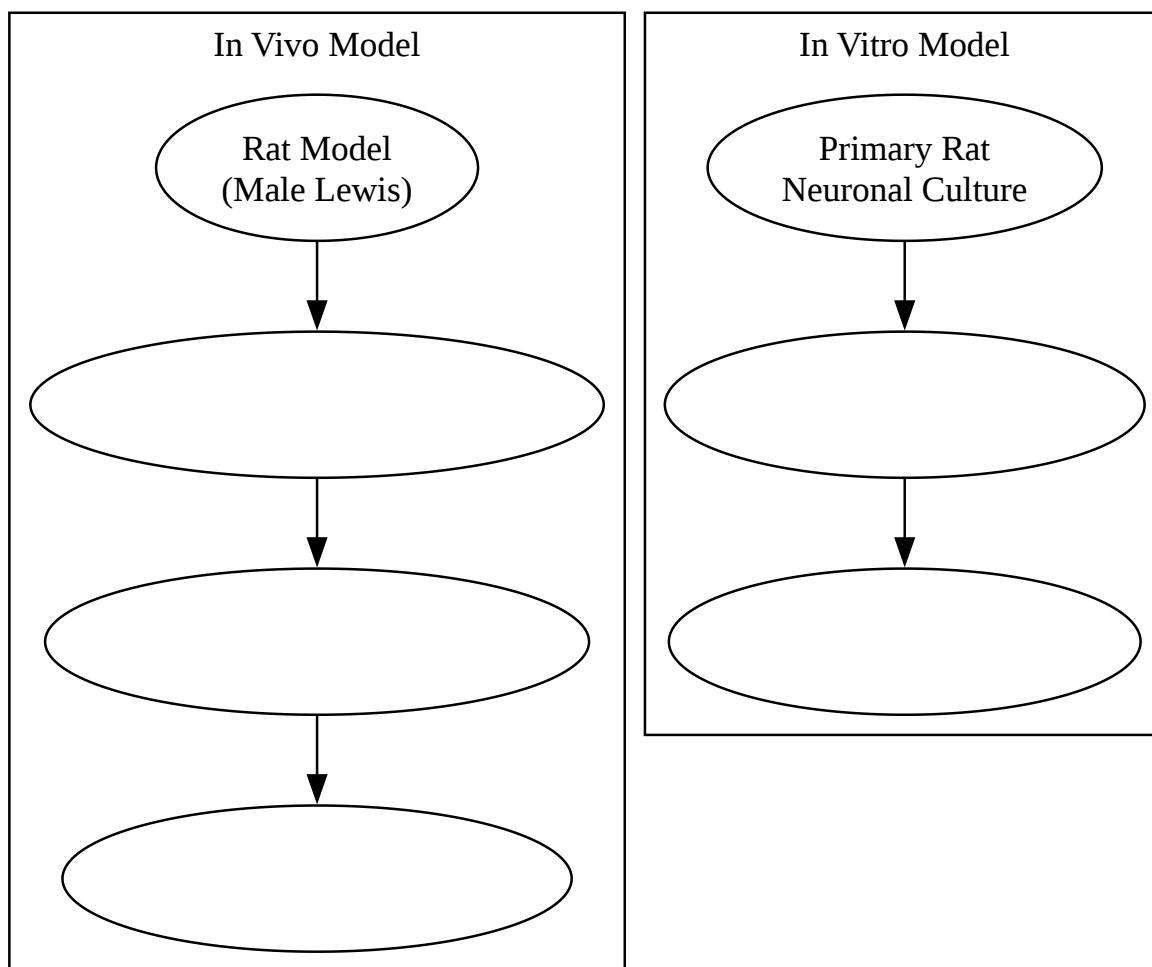 In Vivo Model
Rat Model
(Male Lewis)
In Vitro Model
Primary Rat
Neuronal Culture